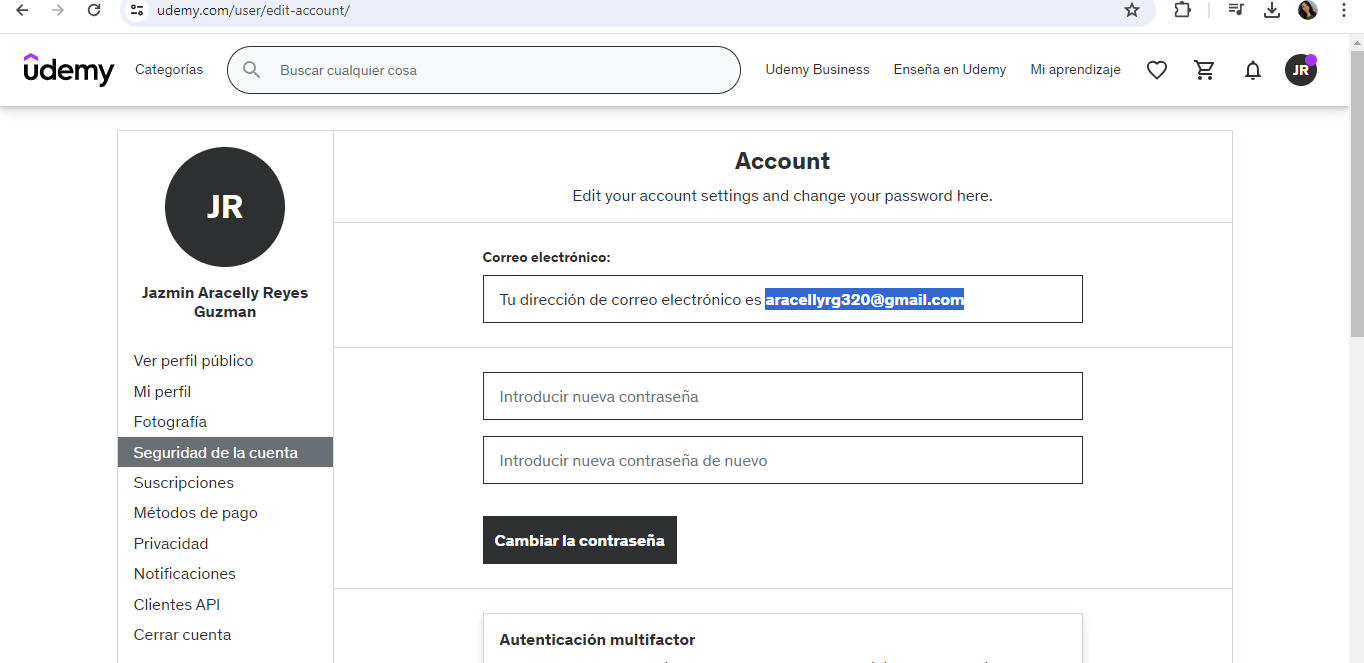 udemy.com/user/edit-account/
udemy
Categorías
Buscar cualquier cosa
Udemy Business
Enseña en Udemy
Mi aprendizaje
JR
JR
Jazmin Aracelly Reyes
Guzman
Ver perfil público
Mi perfil
Fotografía
Seguridad de la cuenta
Suscripciones
Métodos de pago
Privacidad
Notificaciones
Clientes API
Cerrar cuenta
Account
Edit your account settings and change your password here.
Correo electrónico:
Tu dirección de correo electrónico es aracellyrg320@gmail.com
Introducir nueva contraseña
Introducir nueva contraseña de nuevo
Cambiar la contraseña
Autenticación multifactor